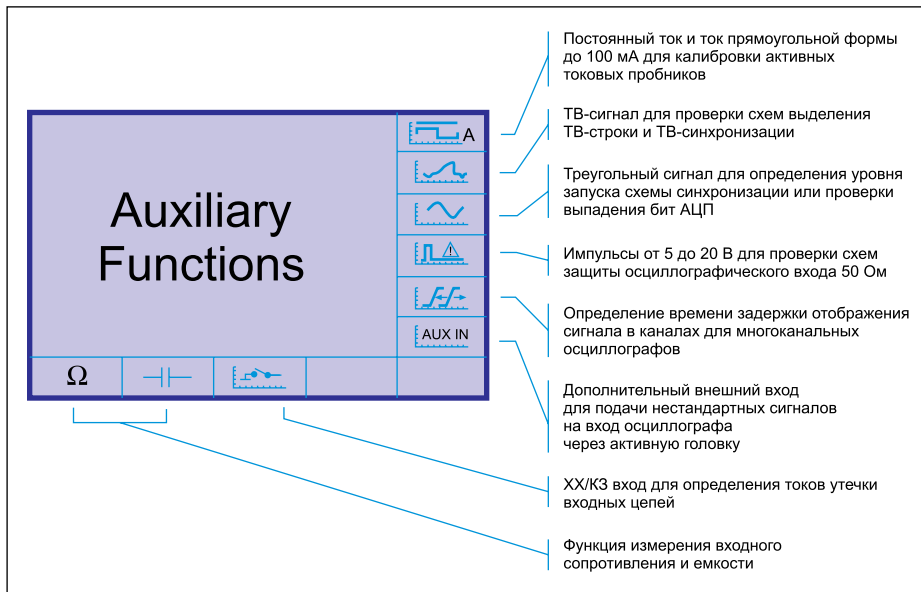 Auxiliary
Functions
A
AUX IN
Ω
Постоянный ток и ток прямоугольной формы
до 100 мА для калибровки активных
токовых пробников
ТВ-сигнал для проверки схем выделения
ТВ-строки и ТВ-синхронизации
Треугольный сигнал для определения уровня
запуска схемы синхронизации или проверки
выпадения бит АЦП
Импульсы от 5 до 20 В для проверки схем
защиты осциллографического входа 50 Ом
Определение времени задержки отображения
сигнала в каналах для многоканальных
осциллографов
Дополнительный внешний вход
для подачи нестандартных сигналов
на вход осциллографа
через активную головку
ХХ/КЗ вход для определения токов утечки
входных цепей
Функция измерения входного
сопротивления и емкости